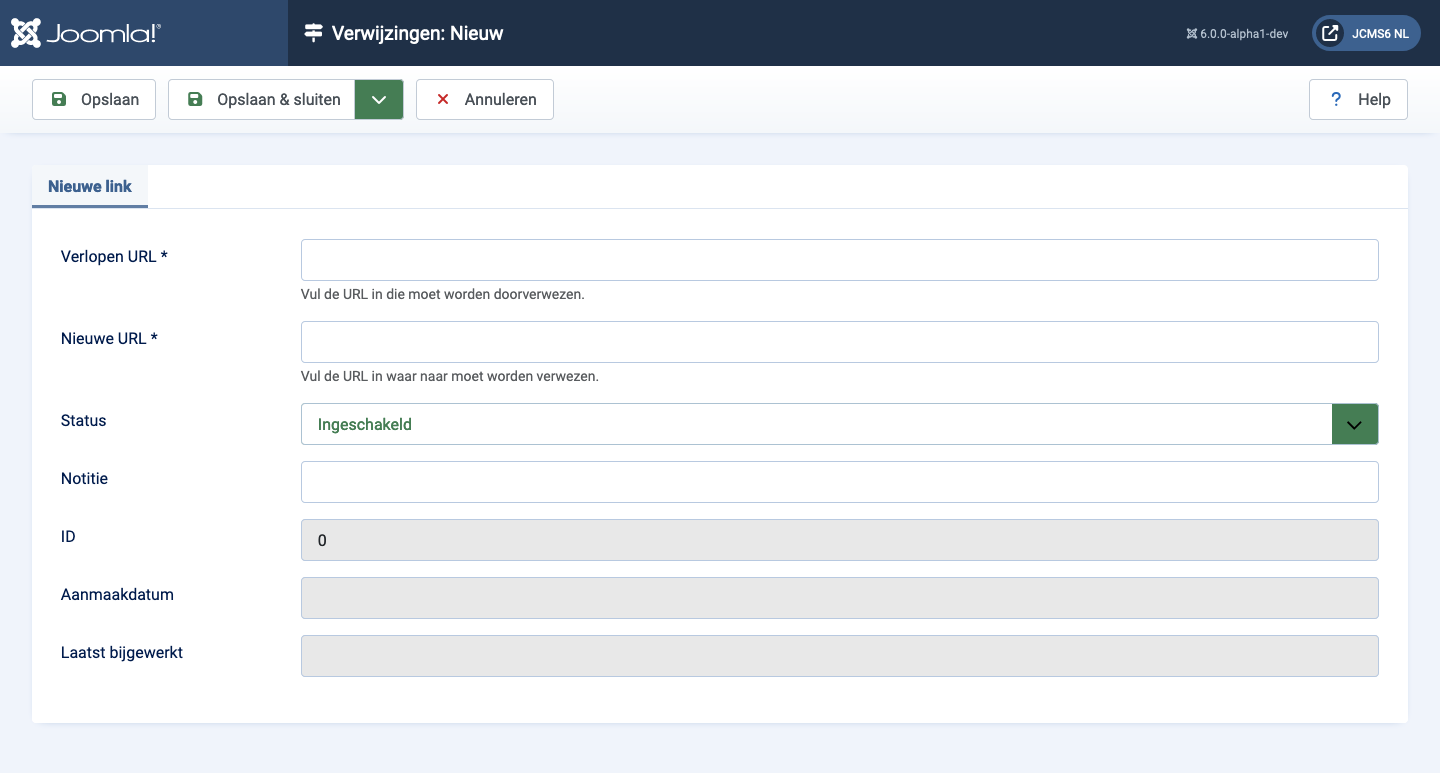 Joomla!®
Verwijzingen: Nieuw
6.0.0-alpha1-dev
JCMS6 NL
Opslaan
Opslaan & sluiten
Annuleren
? Help
Nieuwe link
Verlopen URL *
Vul de URL in die moet worden doorverwezen.
Nieuwe URL *
Vul de URL in waar naar moet worden verwezen.
Status
Ingeschakeld
Notitie
ID
0
Aanmaakdatum
Laatst bijgewerkt